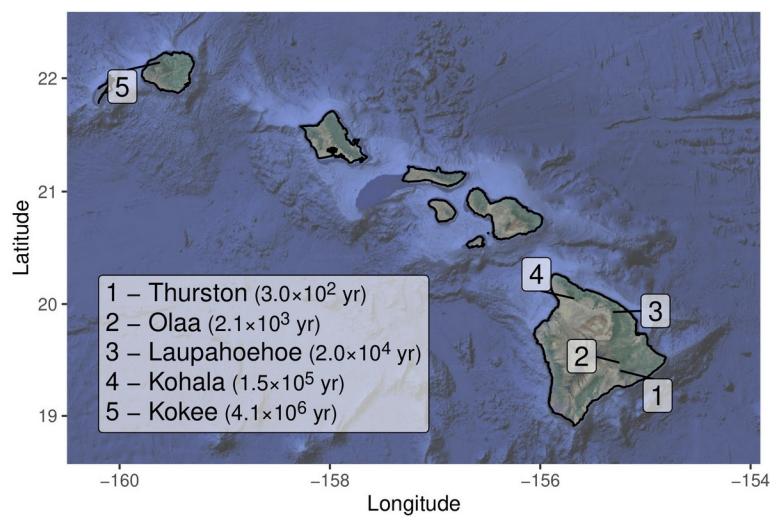 22
21
20
19
Latitude
5
4
3
2
1
1 – Thurston (3.0×10² yr)
2 – Olaa (2.1×10³ yr)
3 – Laupahoehoe (2.0×10⁴ yr)
4 – Kohala (1.5×10⁵ yr)
5 – Kokee (4.1×10⁶ yr)
−160 −158 −156 −154
Longitude